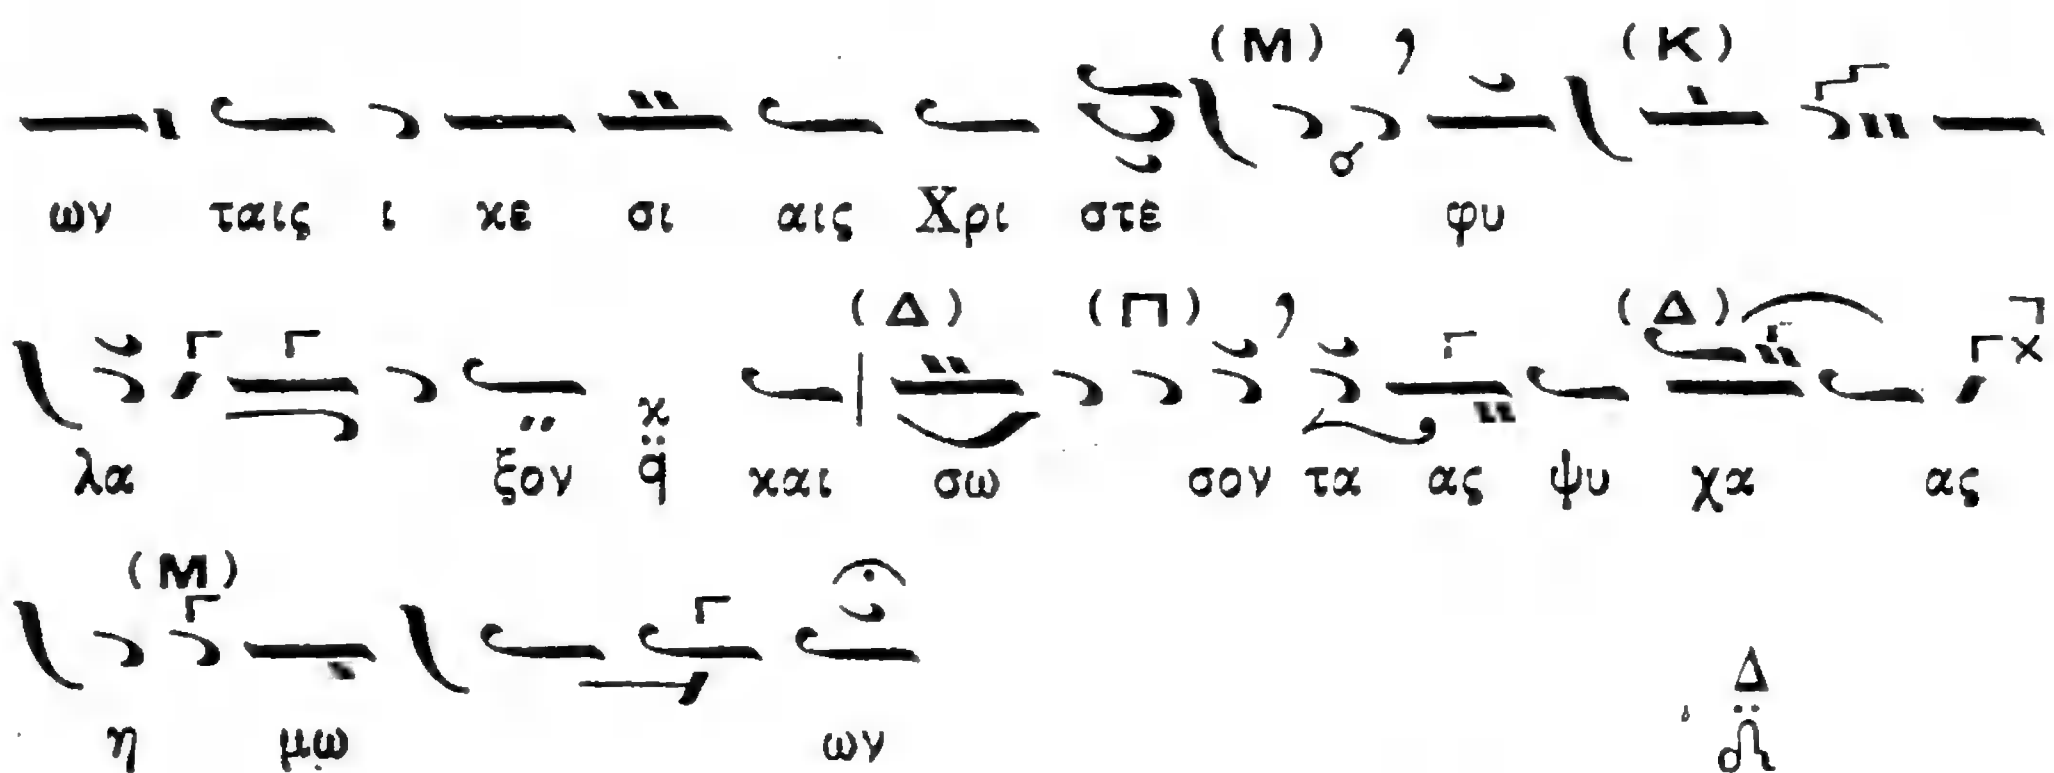 (Μ) (Κ)
ων ταις ι κε σι αις Χρι στε φυ
(Δ) (Π) (Δ)
λα ξον και σω σον τα ας ψυ χα ας
(Μ)
η μω ων
Δ